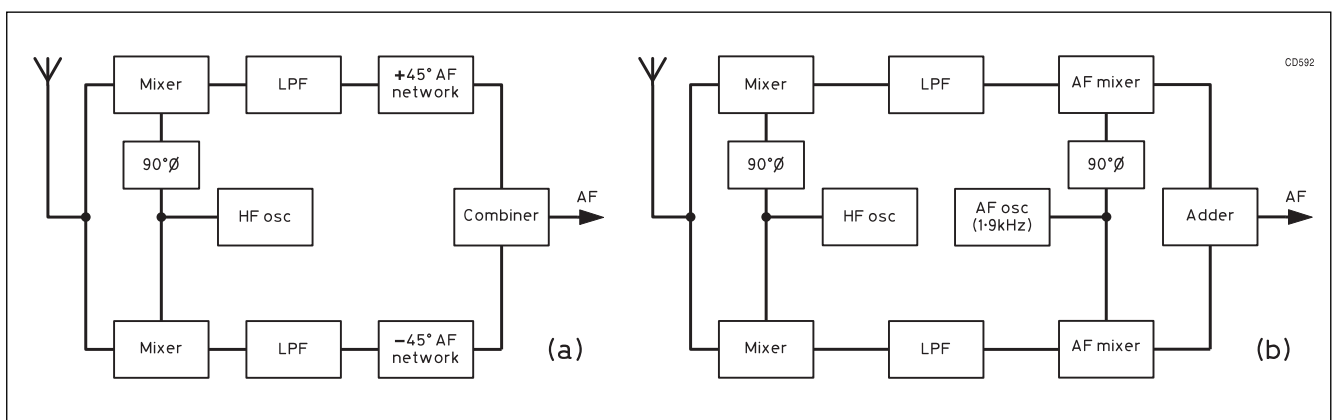 CD592
Mixer
LPF
+45° AF
network
90°Ø
HF osc
Combiner
AF
Mixer
LPF
−45° AF
network
(a)
Mixer
LPF
AF mixer
90°Ø
90°Ø
HF osc
AF osc
(1·9kHz)
Adder
AF
Mixer
LPF
AF mixer
(b)